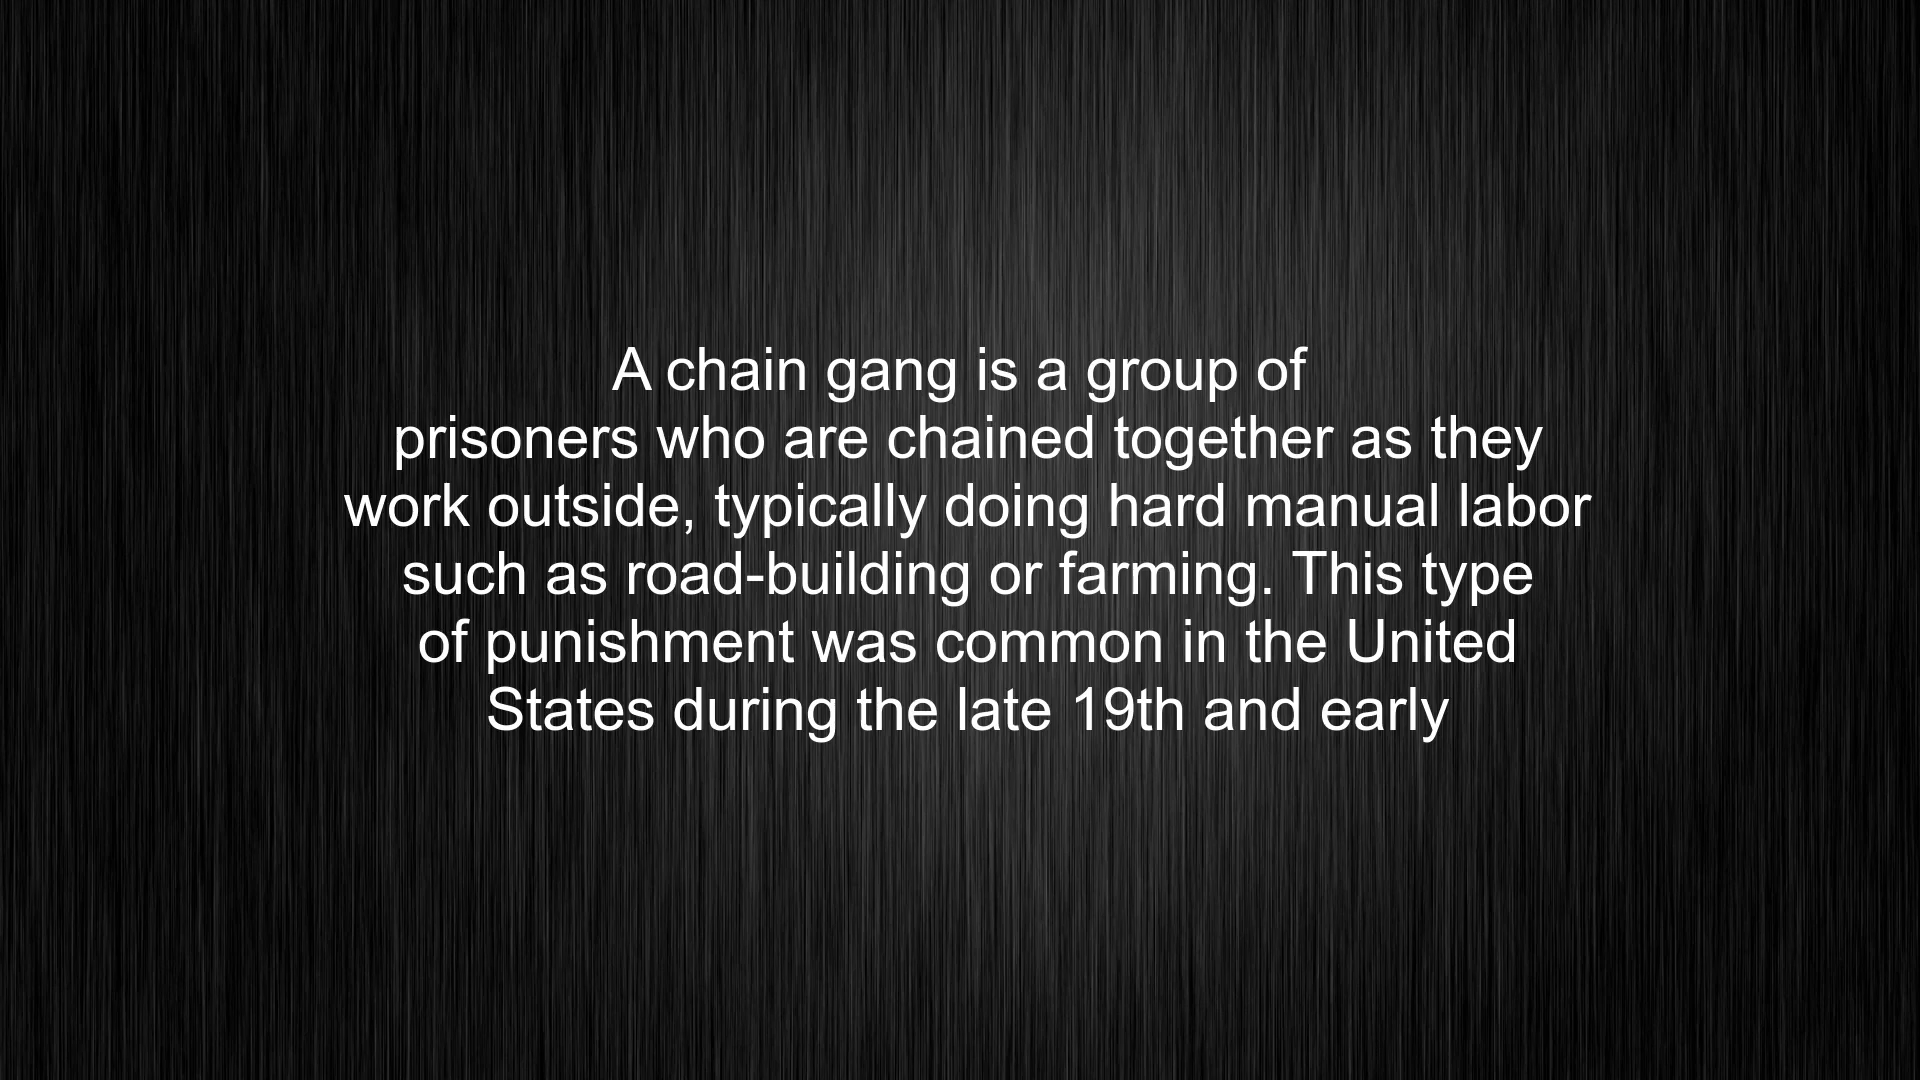 A chain gang is a group of
prisoners who are chained together as they
work outside, typically doing hard manual labor
such as road-building or farming. This type
of punishment was common in the United
States during the late 19th and early